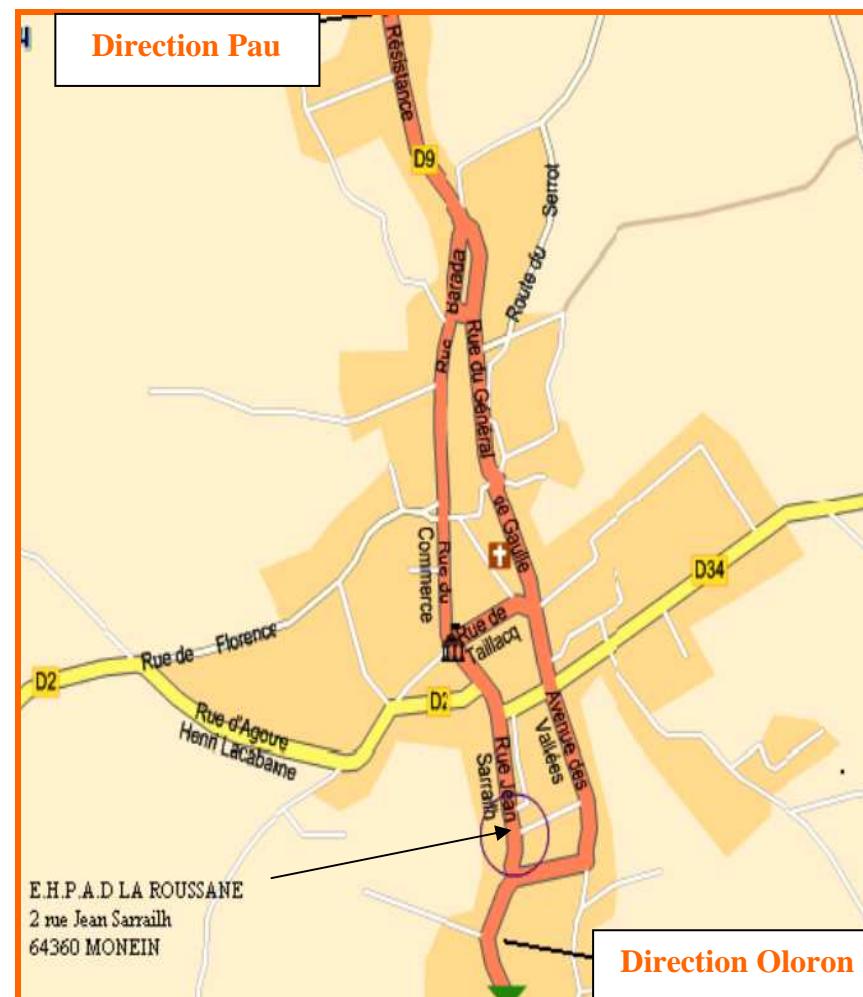 Direction Pau
Résistance
D9
Serrot
Route du
Barada
Rue
Rue du Général
de Gaulle
Rue du
Commerce
D34
Rue de
Taillacq
Rue de Florence
D2
D2
Rue d'Agoure
Henri Lacabanne
Avenue des
Vallées
Rue Jean
Sarrailh
E.H.P.A.D LA ROUSSANE
2 rue Jean Sarrailh
64360 MONEIN
Direction Oloron